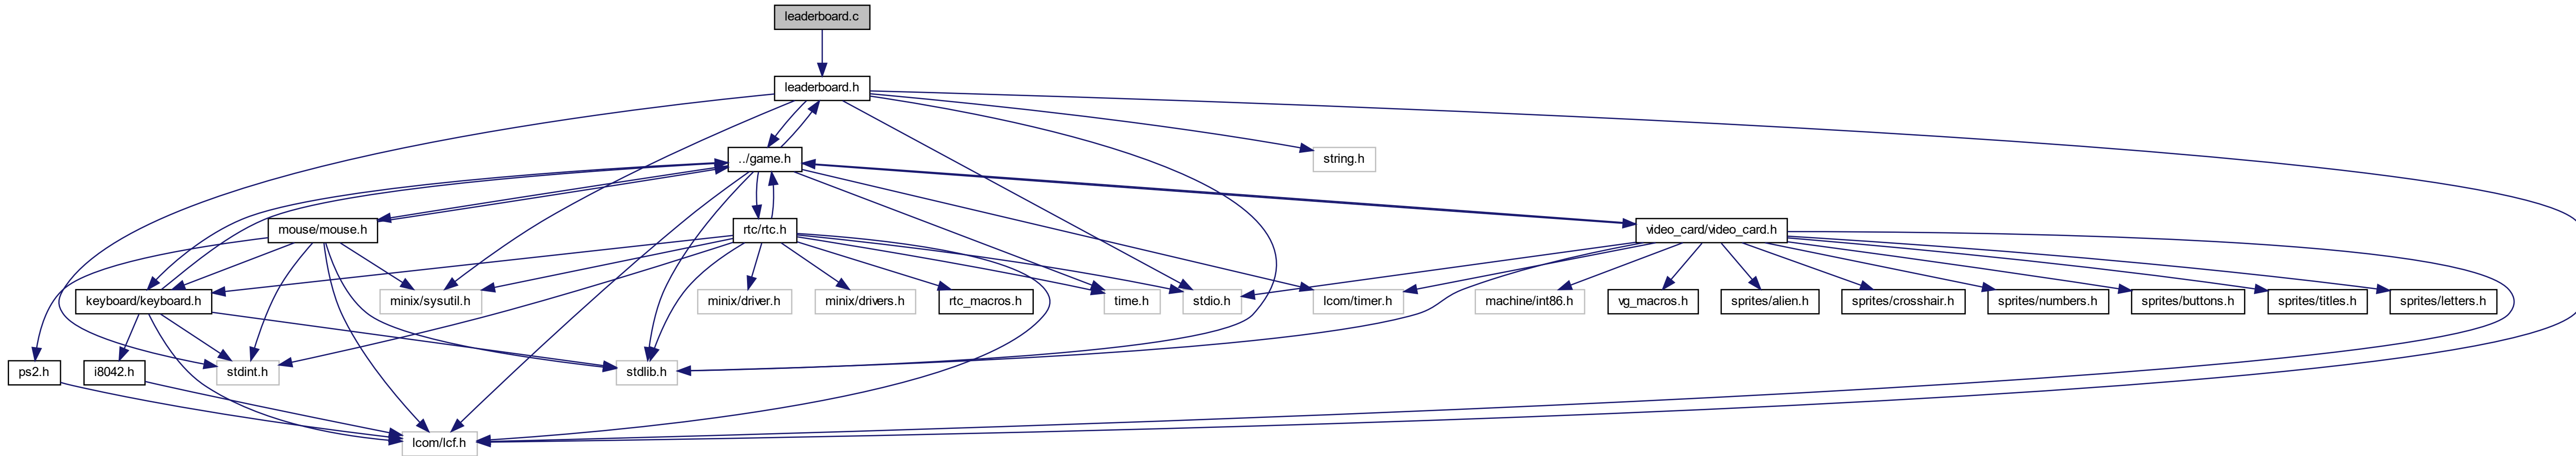 leaderboard.c
leaderboard.h
../game.h
string.h
mouse/mouse.h
rtc/rtc.h
video_card/video_card.h
keyboard/keyboard.h
minix/sysutil.h
minix/driver.h
minix/drivers.h
rtc_macros.h
time.h
stdio.h
lcom/timer.h
machine/int86.h
vg_macros.h
sprites/alien.h
sprites/crosshair.h
sprites/numbers.h
sprites/buttons.h
sprites/titles.h
sprites/letters.h
ps2.h
i8042.h
stdint.h
stdlib.h
lcom/lcf.h